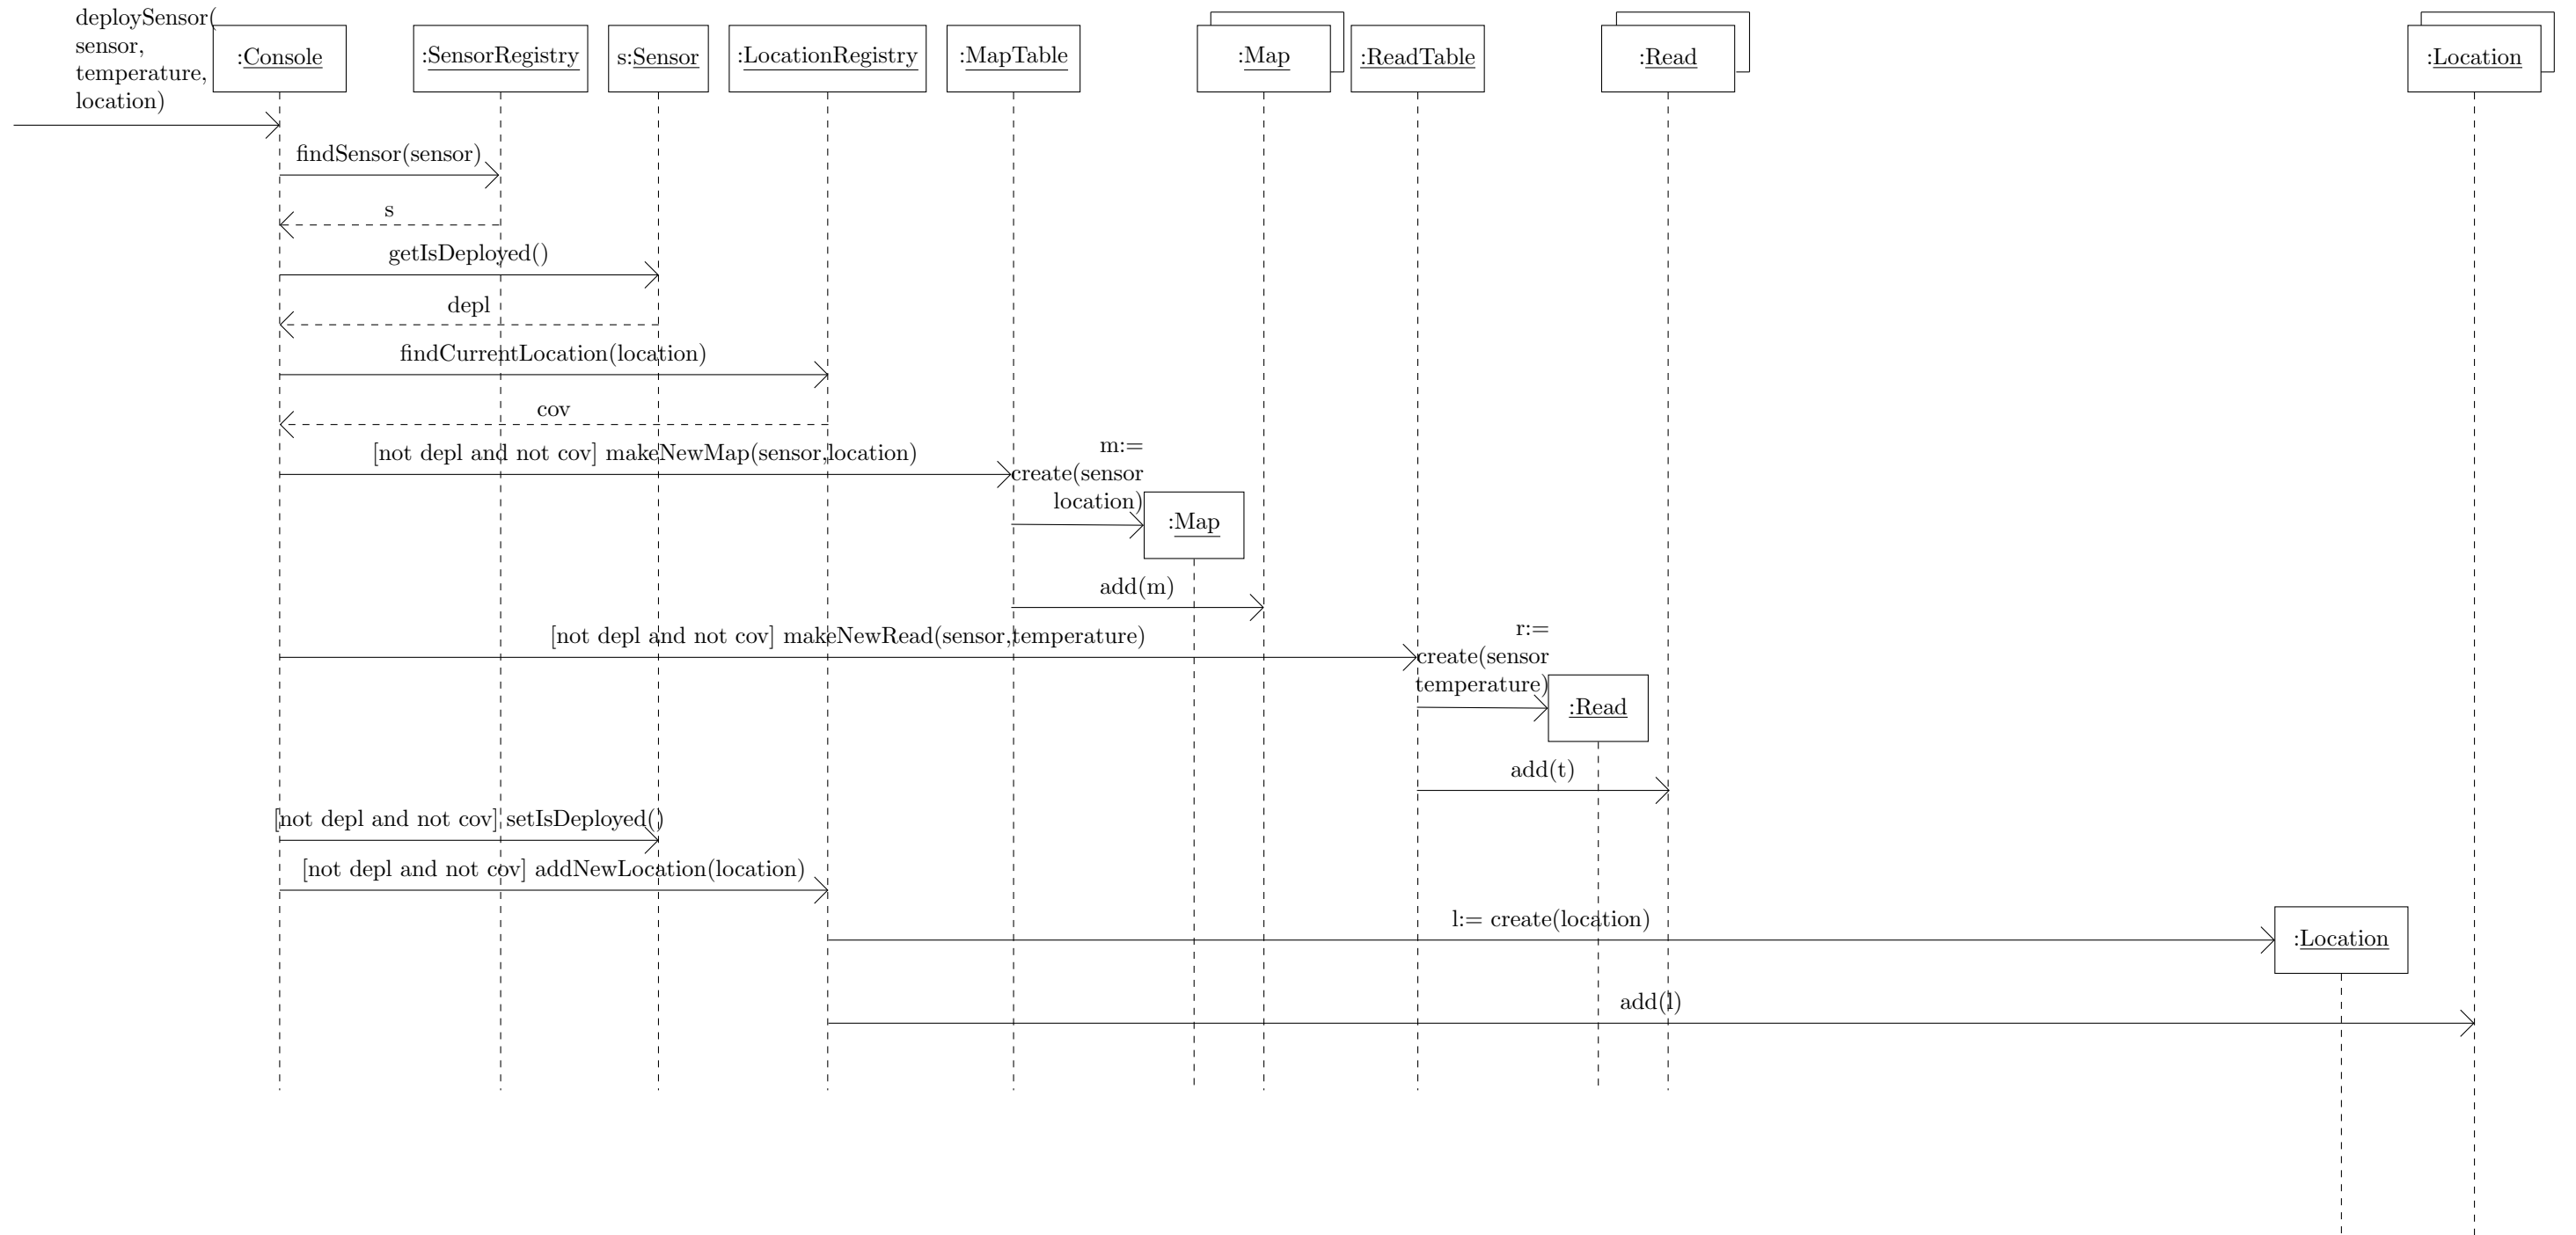 deploySensor(
sensor,
temperature,
location)
:Console
:SensorRegistry
s:Sensor
:LocationRegistry
:MapTable
:Map
:ReadTable
:Read
:Location
findSensor(sensor)
s
getIsDeployed()
depl
findCurrentLocation(location)
cov
[not depl and not cov] makeNewMap(sensor,location)
m:=
create(sensor
location)
:Map
add(m)
[not depl and not cov] makeNewRead(sensor,temperature)
r:=
create(sensor
temperature)
:Read
add(t)
[not depl and not cov] setIsDeployed()
[not depl and not cov] addNewLocation(location)
l:= create(location)
:Location
add(l)